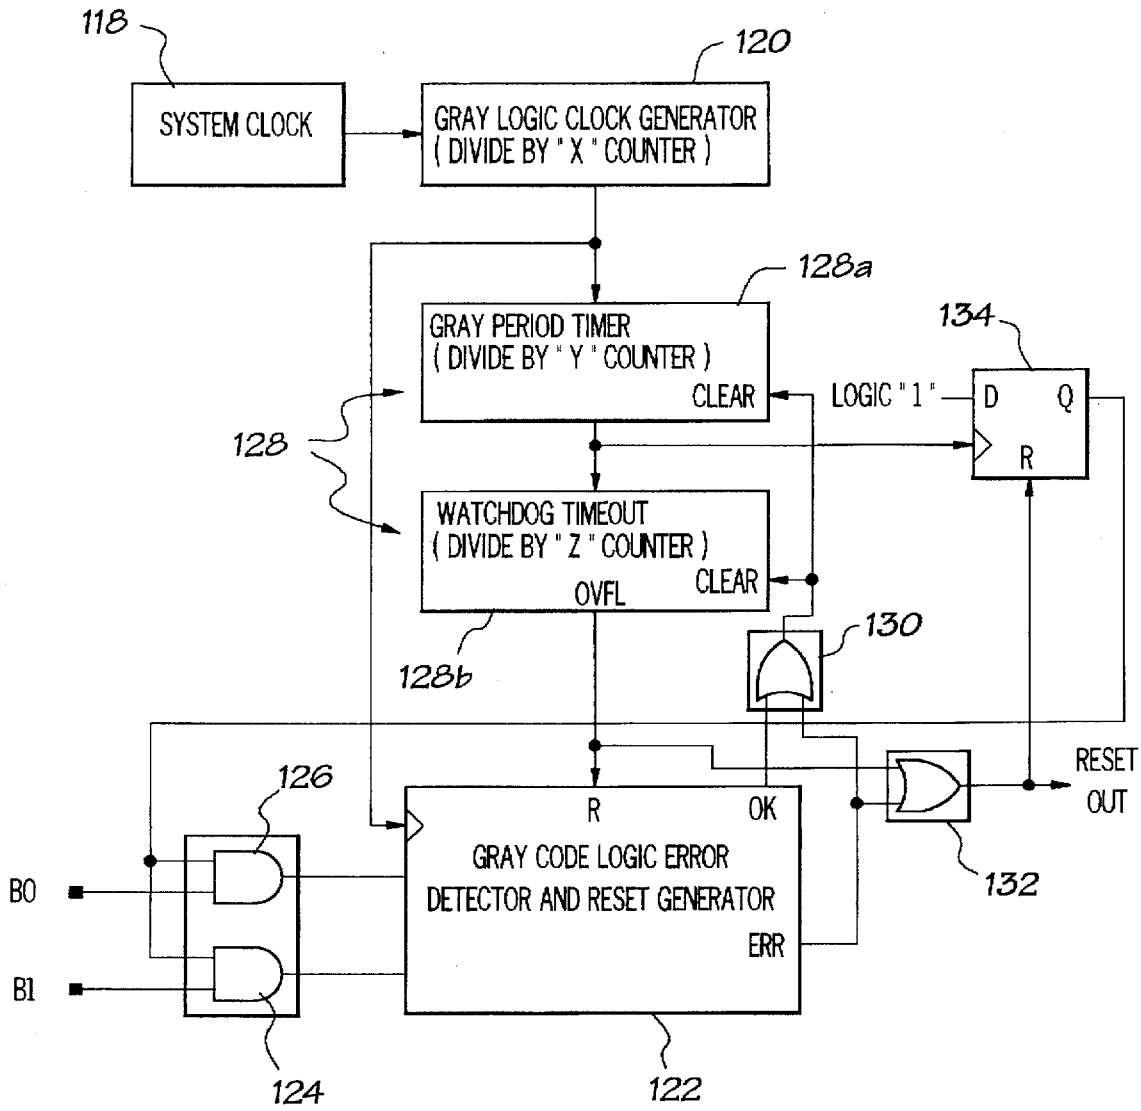 118
120
SYSTEM CLOCK
GRAY LOGIC CLOCK GENERATOR
( DIVIDE BY " X " COUNTER )
128a
GRAY PERIOD TIMER
( DIVIDE BY " Y " COUNTER )
CLEAR
134
LOGIC "1"
D
Q
R
128
WATCHDOG TIMEOUT
( DIVIDE BY " Z " COUNTER )
CLEAR
OVFL
128b
130
126
R
OK
RESET
OUT
GRAY CODE LOGIC ERROR
DETECTOR AND RESET GENERATOR
132
B0
ERR
B1
124
122